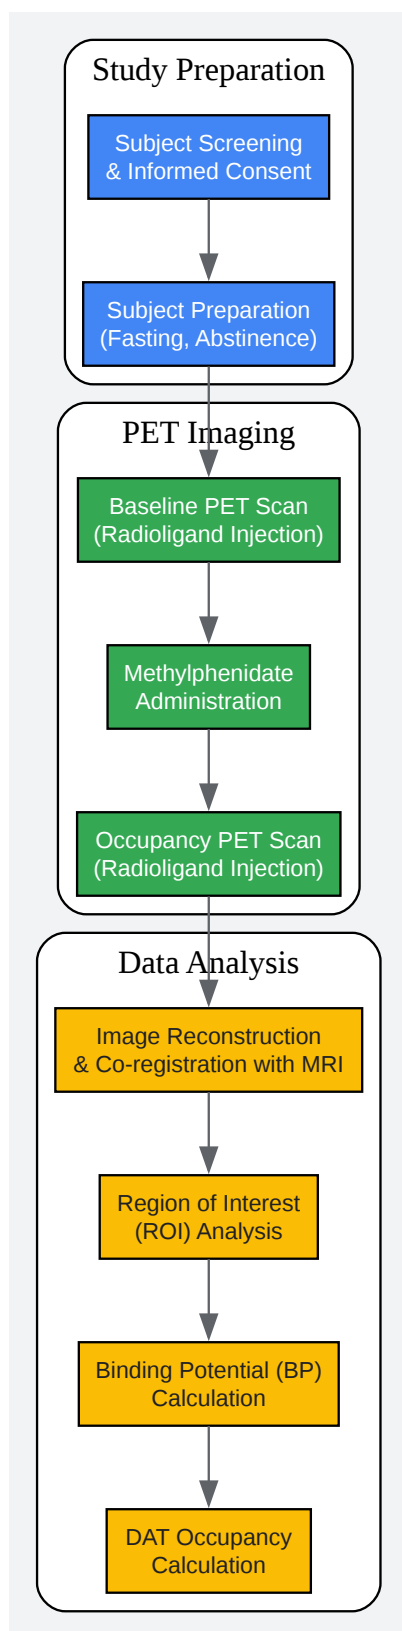 Study Preparation
Subject Screening
& Informed Consent
Subject Preparation
(Fasting, Abstinence)
PET Imaging
Baseline PET Scan
(Radioligand Injection)
Methylphenidate
Administration
Occupancy PET Scan
(Radioligand Injection)
Data Analysis
Image Reconstruction
& Co-registration with MRI
Region of Interest
(ROI) Analysis
Binding Potential (BP)
Calculation
DAT Occupancy
Calculation